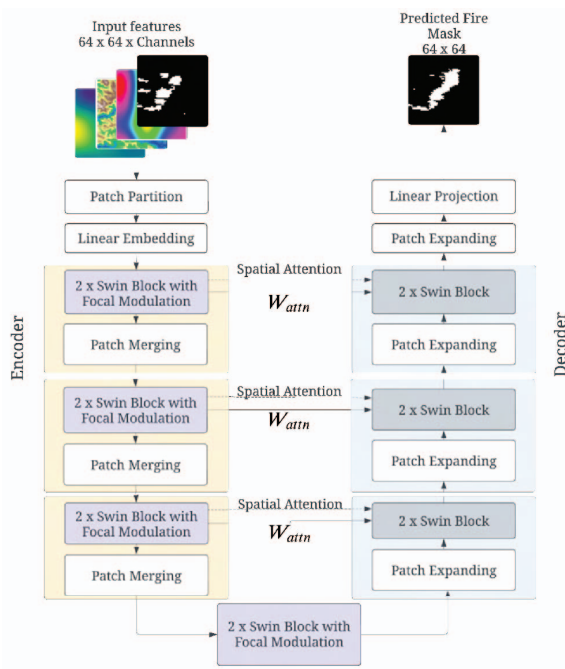 Input features
64 x 64 x Channels
Patch Partition
Linear Embedding
Encoder
2 x Swin Block with
Focal Modulation
Patch Merging
2 x Swin Block with
Focal Modulation
Patch Merging
2 x Swin Block with
Focal Modulation
Patch Merging
2 x Swin Block with
Focal Modulation
Spatial Attention
Wattn
Spatial Attention
Wattn
Spatial Attention
Wattn
Predicted Fire
Mask
64 x 64
Linear Projection
Patch Expanding
2 x Swin Block
Patch Expanding
2 x Swin Block
Patch Expanding
2 x Swin Block
Patch Expanding
Decoder